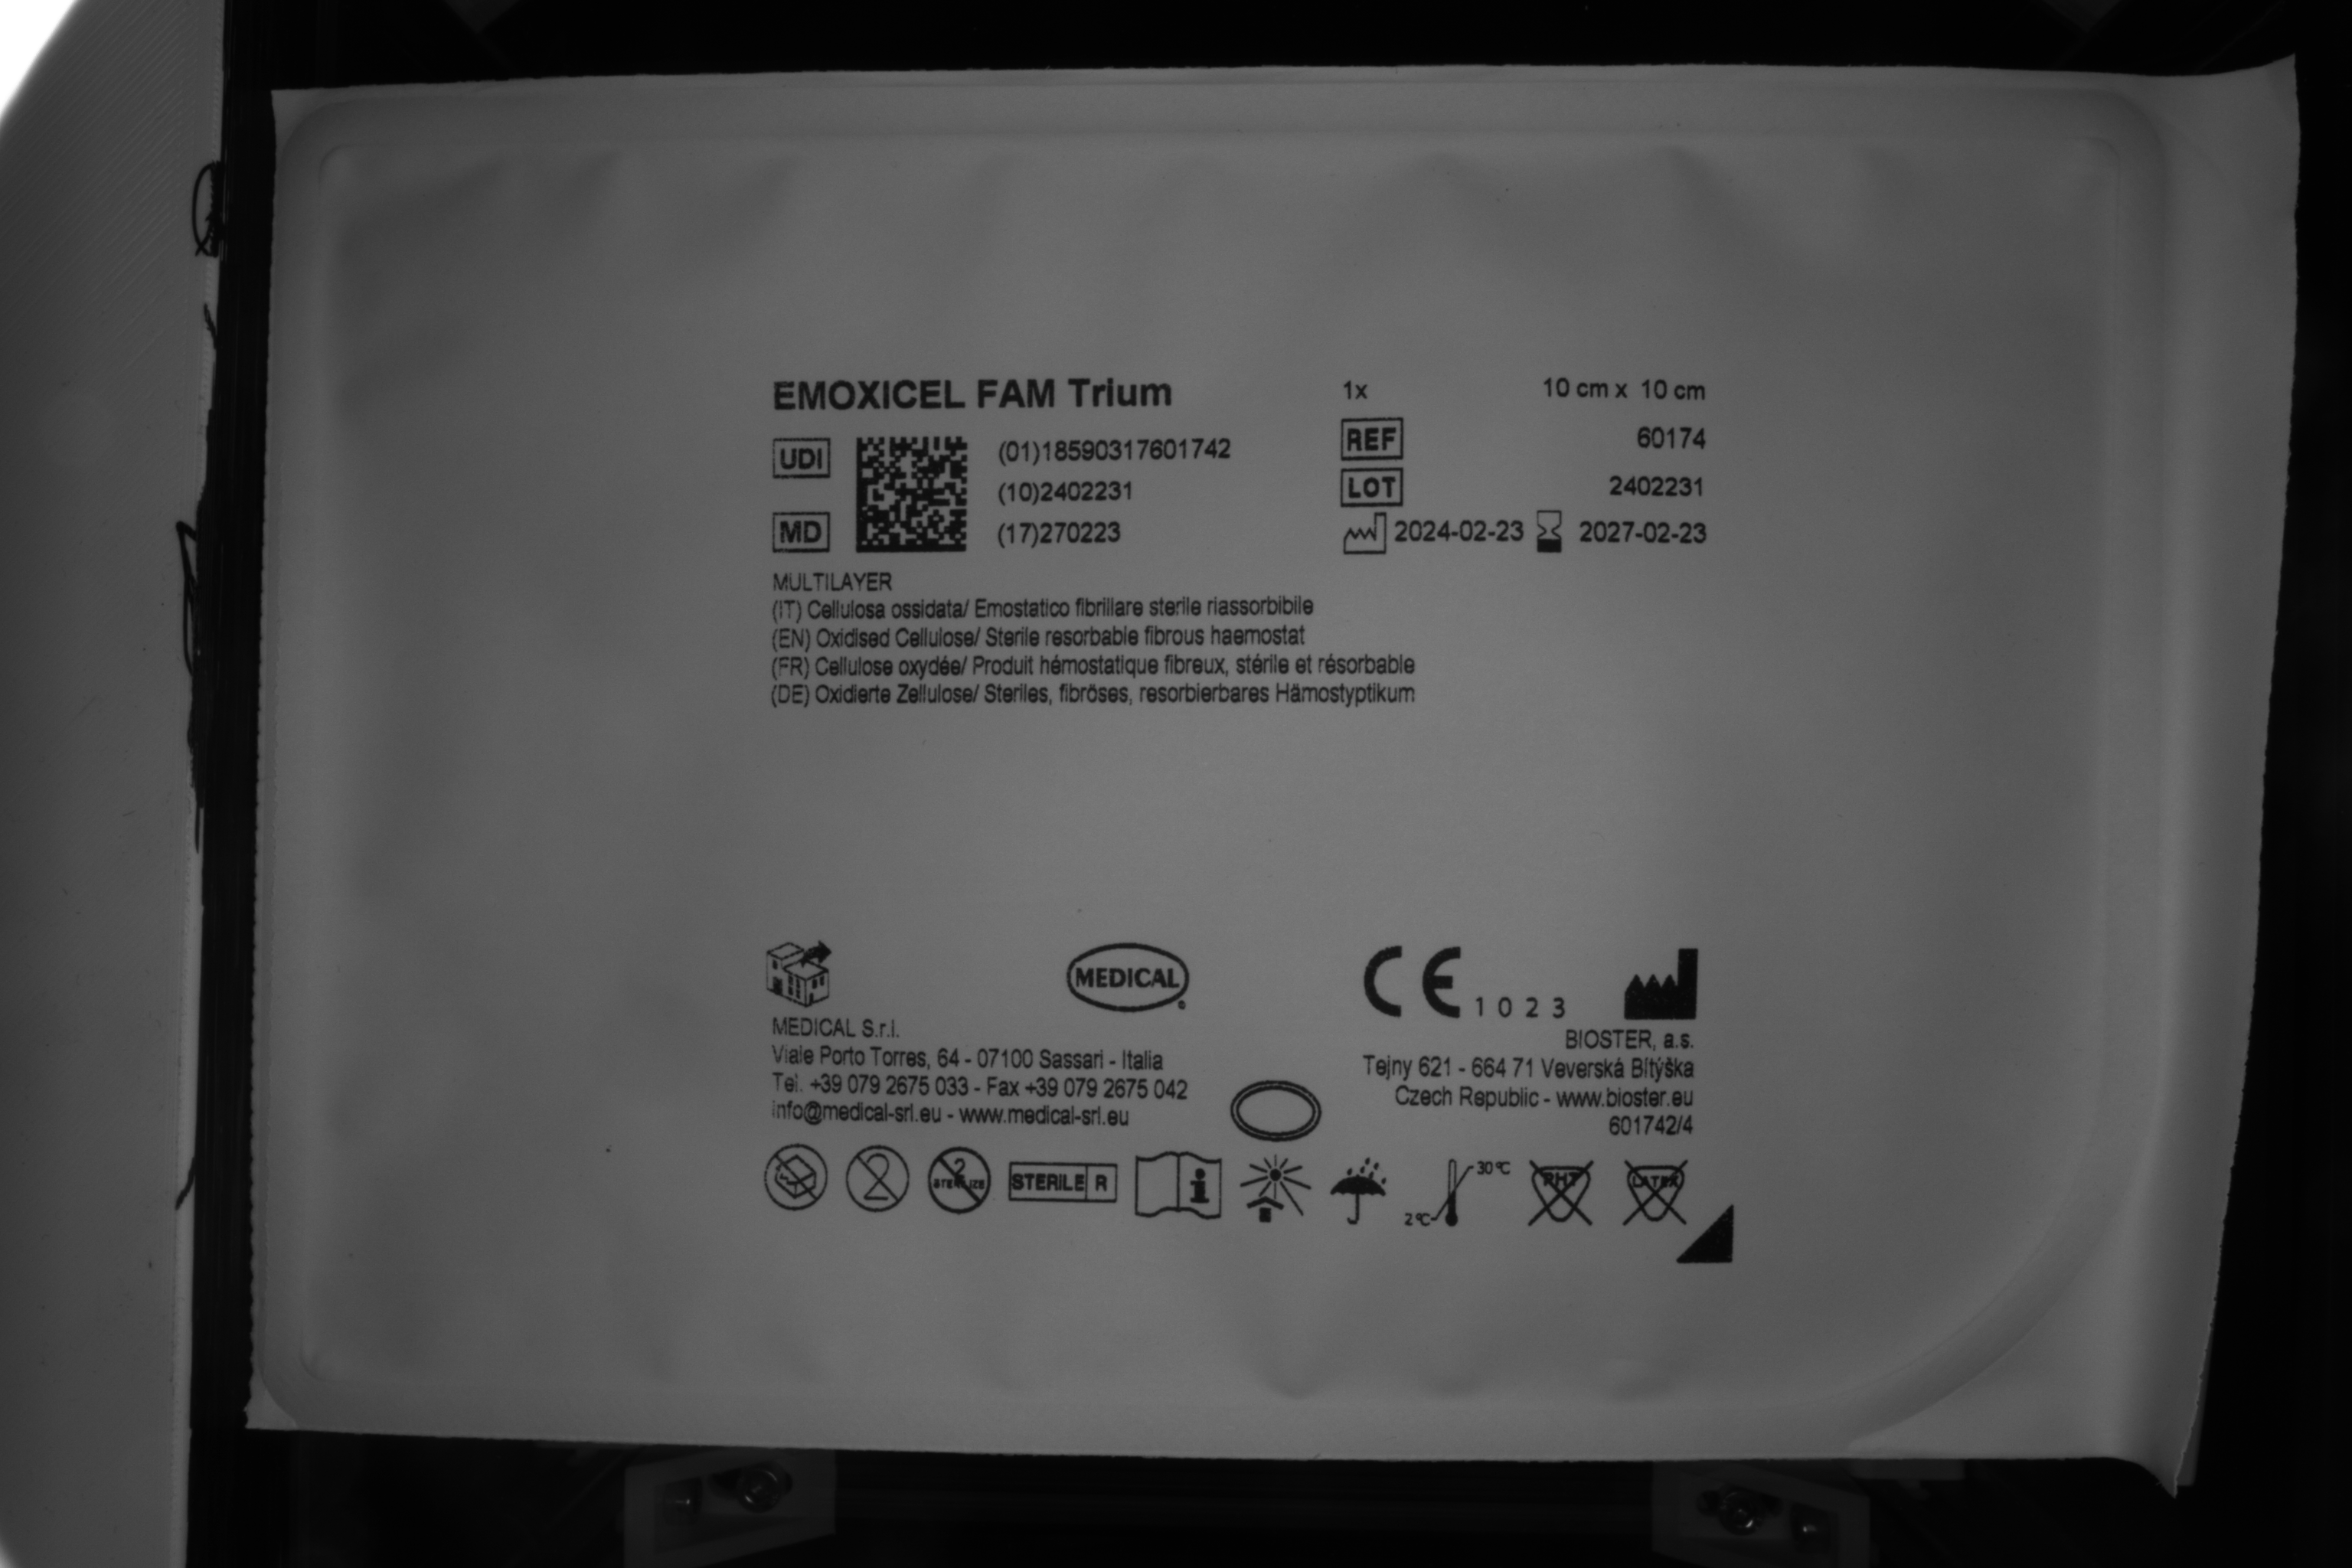 EMOXICEL FAM Trium
1x 10 cm x 10 cm
UDI
(01)18590317601742
(10)2402231
MD
(17)270223
REF 60174
LOT 2402231
2024-02-23 2027-02-23
MULTILAYER
(IT) Cellulosa ossidata/ Emostatico fibrillare sterile riassorbibile
(EN) Oxidised Cellulose/ Sterile resorbable fibrous haemostat
(FR) Cellulose oxydée/ Produit hémostatique fibreux, stérile et résorbable
(DE) Oxidierte Zellulose/ Steriles, fibröses, resorbierbares Hämostyptikum
MEDICAL
CE 1023
MEDICAL S.r.l.
Viale Porto Torres, 64 - 07100 Sassari - Italia
Tel. +39 079 2675 033 - Fax +39 079 2675 042
info@medical-srl.eu - www.medical-srl.eu
BIOSTER, a.s.
Tejny 621 - 664 71 Veverská Bítýška
Czech Republic - www.bioster.eu
601742/4
2
2 STERILIZE
STERILE R
i
2°C 30°C
PHT
LATEX